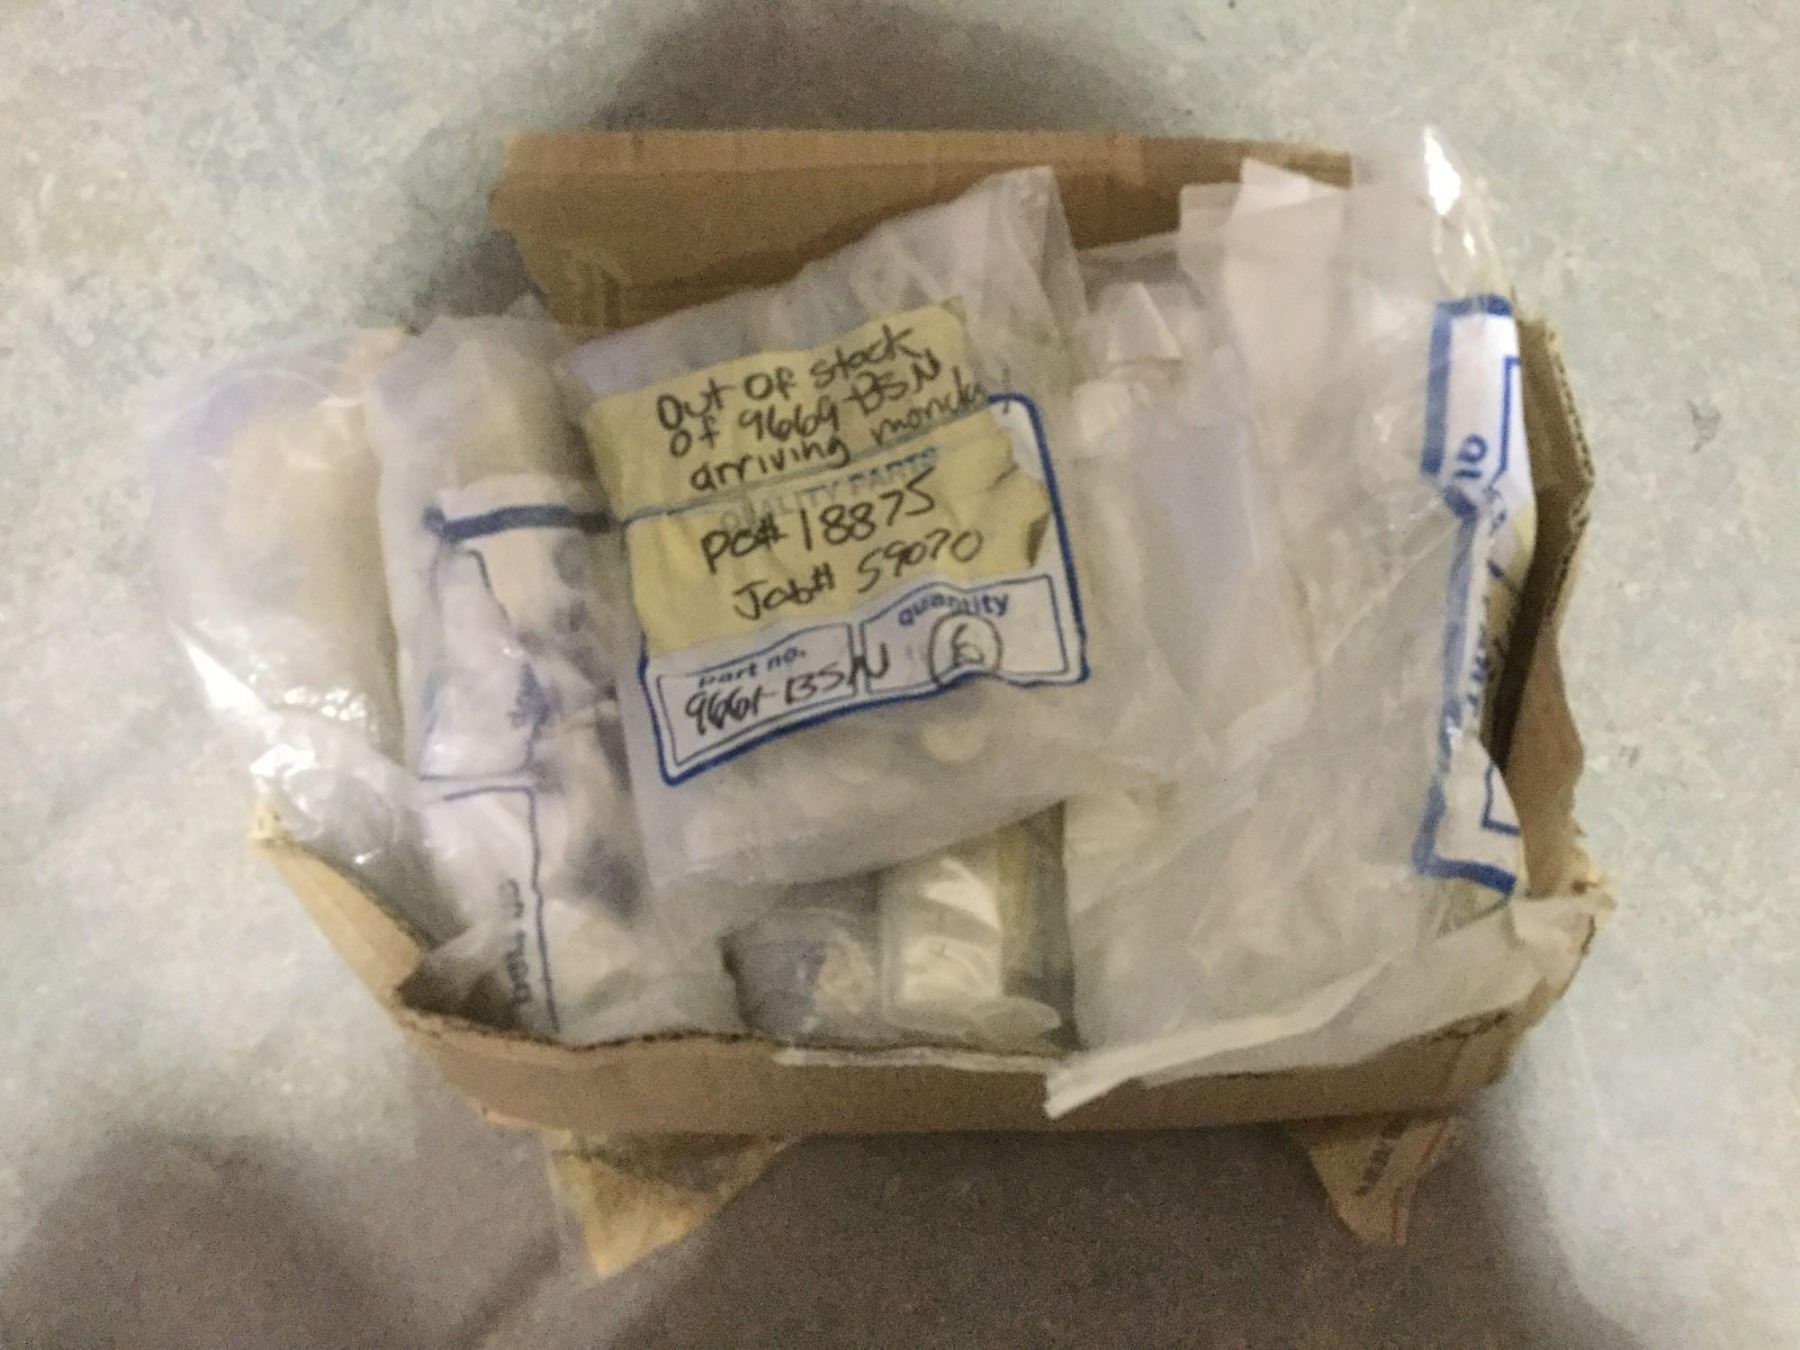 Out Of stock
of 9669-BSN
arriving monday
QUALITY PARTS
PO# 18875
Job# 59070
quantity
part no.
9661-BSN
10